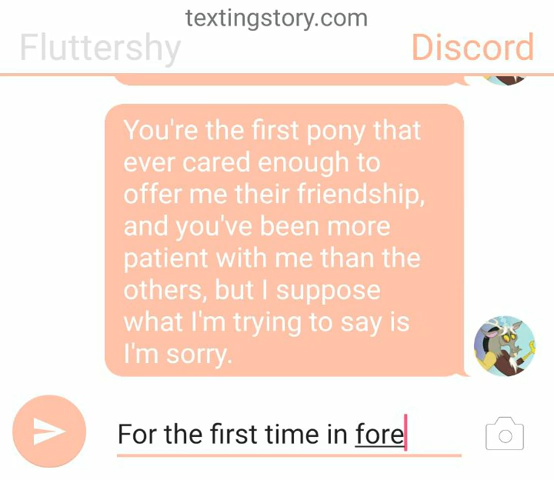 textingstory.com
Fluttershy Discord
You're the first pony that
ever cared enough to
offer me their friendship,
and you've been more
patient with me than the
others, but I suppose
what I'm trying to say is
I'm sorry.
For the first time in fore